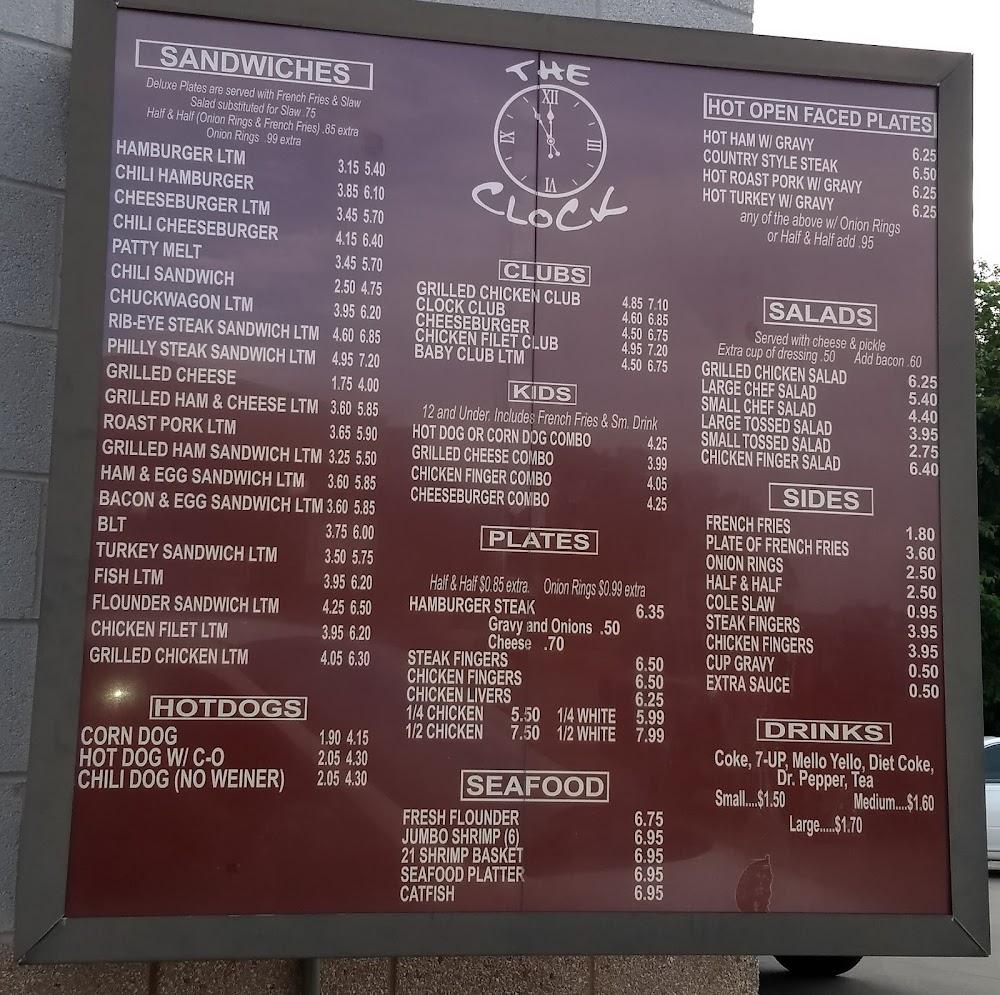 SANDWICHES
Deluxe Plates are served with French Fries & Slaw
Salad substituted for Slaw .75
Half & Half (Onion Rings & French Fries) .85 extra
Onion Rings .99 extra
HAMBURGER LTM 3.15 5.40
CHILI HAMBURGER 3.85 6.10
CHEESEBURGER LTM 3.45 5.70
CHILI CHEESEBURGER 4.15 6.40
PATTY MELT 3.45 5.70
CHILI SANDWICH 2.50 4.75
CHUCKWAGON LTM 3.95 6.20
RIB-EYE STEAK SANDWICH LTM 4.60 6.85
PHILLY STEAK SANDWICH LTM 4.95 7.20
GRILLED CHEESE 1.75 4.00
GRILLED HAM & CHEESE LTM 3.60 5.85
ROAST PORK LTM 3.65 5.90
GRILLED HAM SANDWICH LTM 3.25 5.50
HAM & EGG SANDWICH LTM 3.60 5.85
BACON & EGG SANDWICH LTM 3.60 5.85
BLT 3.75 6.00
TURKEY SANDWICH LTM 3.50 5.75
FISH LTM 3.95 6.20
FLOUNDER SANDWICH LTM 4.25 6.50
CHICKEN FILET LTM 3.95 6.20
GRILLED CHICKEN LTM 4.05 6.30
HOTDOGS
CORN DOG 1.90 4.15
HOT DOG W/ C-O 2.05 4.30
CHILI DOG (NO WEINER) 2.05 4.30
THE
XII
IX III
VI
CLOCK
CLUBS
GRILLED CHICKEN CLUB 4.85 7.10
CLOCK CLUB 4.60 6.85
CHEESEBURGER 4.50 6.75
CHICKEN FILET CLUB 4.95 7.20
BABY CLUB LTM 4.50 6.75
KIDS
12 and Under. Includes French Fries & Sm. Drink
HOT DOG OR CORN DOG COMBO 4.25
GRILLED CHEESE COMBO 3.99
CHICKEN FINGER COMBO 4.05
CHEESEBURGER COMBO 4.25
PLATES
Half & Half $0.85 extra. Onion Rings $0.99 extra
HAMBURGER STEAK 6.35
Gravy and Onions .50
Cheese .70
STEAK FINGERS 6.50
CHICKEN FINGERS 6.50
CHICKEN LIVERS 6.25
1/4 CHICKEN 5.50 1/4 WHITE 5.99
1/2 CHICKEN 7.50 1/2 WHITE 7.99
SEAFOOD
FRESH FLOUNDER 6.75
JUMBO SHRIMP (6) 6.95
21 SHRIMP BASKET 6.95
SEAFOOD PLATTER 6.95
CATFISH 6.95
HOT OPEN FACED PLATES
HOT HAM W/ GRAVY 6.25
COUNTRY STYLE STEAK 6.50
HOT ROAST PORK W/ GRAVY 6.25
HOT TURKEY W/ GRAVY 6.25
any of the above w/ Onion Rings
or Half & Half add .95
SALADS
Served with cheese & pickle
Extra cup of dressing .50 Add bacon .60
GRILLED CHICKEN SALAD 6.25
LARGE CHEF SALAD 5.40
SMALL CHEF SALAD 4.40
LARGE TOSSED SALAD 3.95
SMALL TOSSED SALAD 2.75
CHICKEN FINGER SALAD 6.40
SIDES
FRENCH FRIES 1.80
PLATE OF FRENCH FRIES 3.60
ONION RINGS 2.50
HALF & HALF 2.50
COLE SLAW 0.95
STEAK FINGERS 3.95
CHICKEN FINGERS 3.95
CUP GRAVY 0.50
EXTRA SAUCE 0.50
DRINKS
Coke, 7-UP, Mello Yello, Diet Coke,
Dr. Pepper, Tea
Small....$1.50 Medium....$1.60
Large.....$1.70